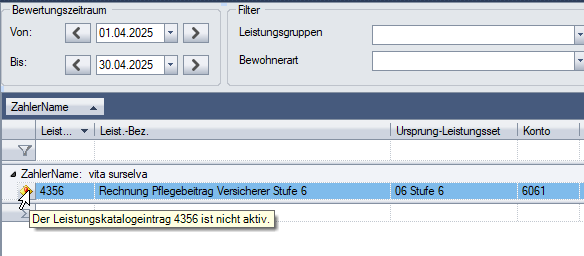 Bewertungszeitraum
Filter
Von: 01.04.2025
Leistungsgruppen
Bis: 30.04.2025
Bewohnerart
ZahlerName
Leist... Leist.-Bez. Ursprung-Leistungsset Konto
ZahlerName: vita surselva
4356 Rechnung Pflegebeitrag Versicherer Stufe 6 06 Stufe 6 6061
Der Leistungskatalogeintrag 4356 ist nicht aktiv.